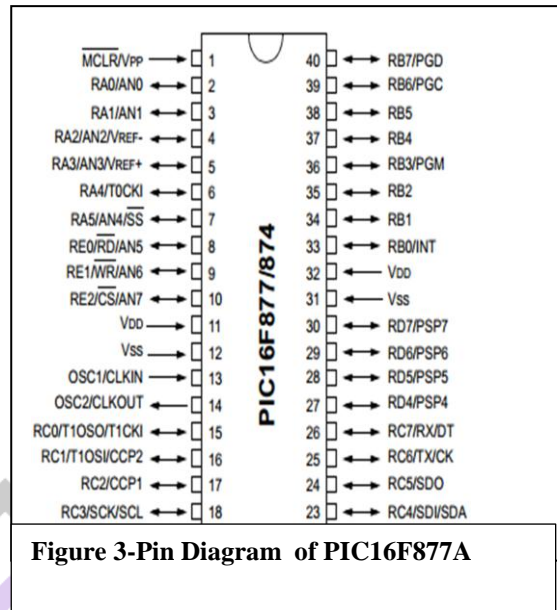 MCLR/VPP 1 40 RB7/PGD
RA0/AN0 2 39 RB6/PGC
RA1/AN1 3 38 RB5
RA2/AN2/VREF- 4 37 RB4
RA3/AN3/VREF+ 5 36 RB3/PGM
RA4/T0CKI 6 35 RB2
RA5/AN4/SS 7 34 RB1
RE0/RD/AN5 8 33 RB0/INT
RE1/WR/AN6 9 32 VDD
RE2/CS/AN7 10 31 VSS
VDD 11 30 RD7/PSP7
VSS 12 29 RD6/PSP6
OSC1/CLKIN 13 28 RD5/PSP5
OSC2/CLKOUT 14 27 RD4/PSP4
RC0/T1OSO/T1CKI 15 26 RC7/RX/DT
RC1/T1OSI/CCP2 16 25 RC6/TX/CK
RC2/CCP1 17 24 RC5/SDO
RC3/SCK/SCL 18 23 RC4/SDI/SDA
PIC16F877/874
Figure 3-Pin Diagram of PIC16F877A